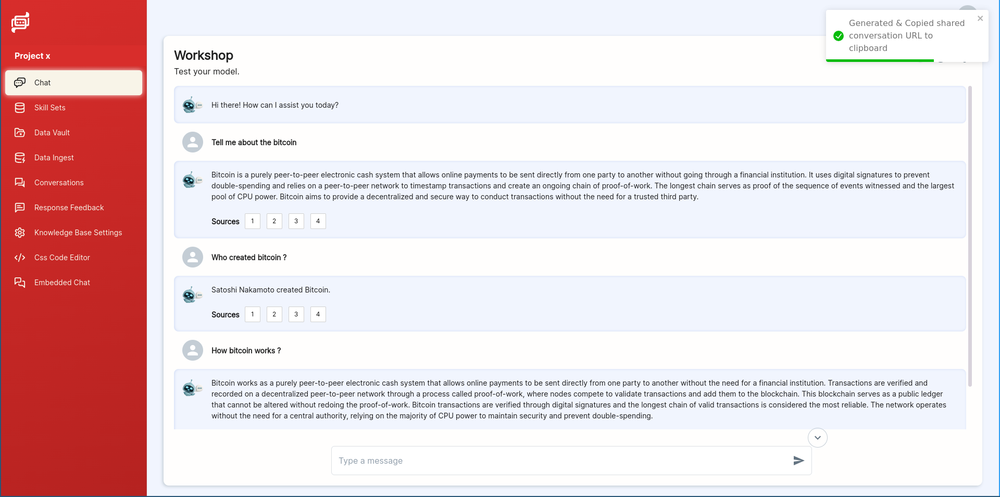 Project x
Chat
Skill Sets
Data Vault
Data Ingest
Conversations
Response Feedback
Knowledge Base Settings
Css Code Editor
Embedded Chat
Generated & Copied shared
conversation URL to
clipboard
Workshop
Test your model.
Hi there! How can I assist you today?
Tell me about the bitcoin
Bitcoin is a purely peer-to-peer electronic cash system that allows online payments to be sent directly from one party to another without going through a financial institution. It uses digital signatures to prevent
double-spending and relies on a peer-to-peer network to timestamp transactions and create an ongoing chain of proof-of-work. The longest chain serves as proof of the sequence of events witnessed and the largest
pool of CPU power. Bitcoin aims to provide a decentralized and secure way to conduct transactions without the need for a trusted third party.
Sources 1 2 3 4
Who created bitcoin ?
Satoshi Nakamoto created Bitcoin.
Sources 1 2 3 4
How bitcoin works ?
Bitcoin works as a purely peer-to-peer electronic cash system that allows online payments to be sent directly from one party to another without the need for a financial institution. Transactions are verified and
recorded on a decentralized peer-to-peer network through a process called proof-of-work, where nodes compete to validate transactions and add them to the blockchain. This blockchain serves as a public ledger
that cannot be altered without redoing the proof-of-work. Bitcoin transactions are verified through digital signatures and the longest chain of valid transactions is considered the most reliable. The network operates
without the need for a central authority, relying on the majority of CPU power to maintain security and prevent double-spending.
Type a message